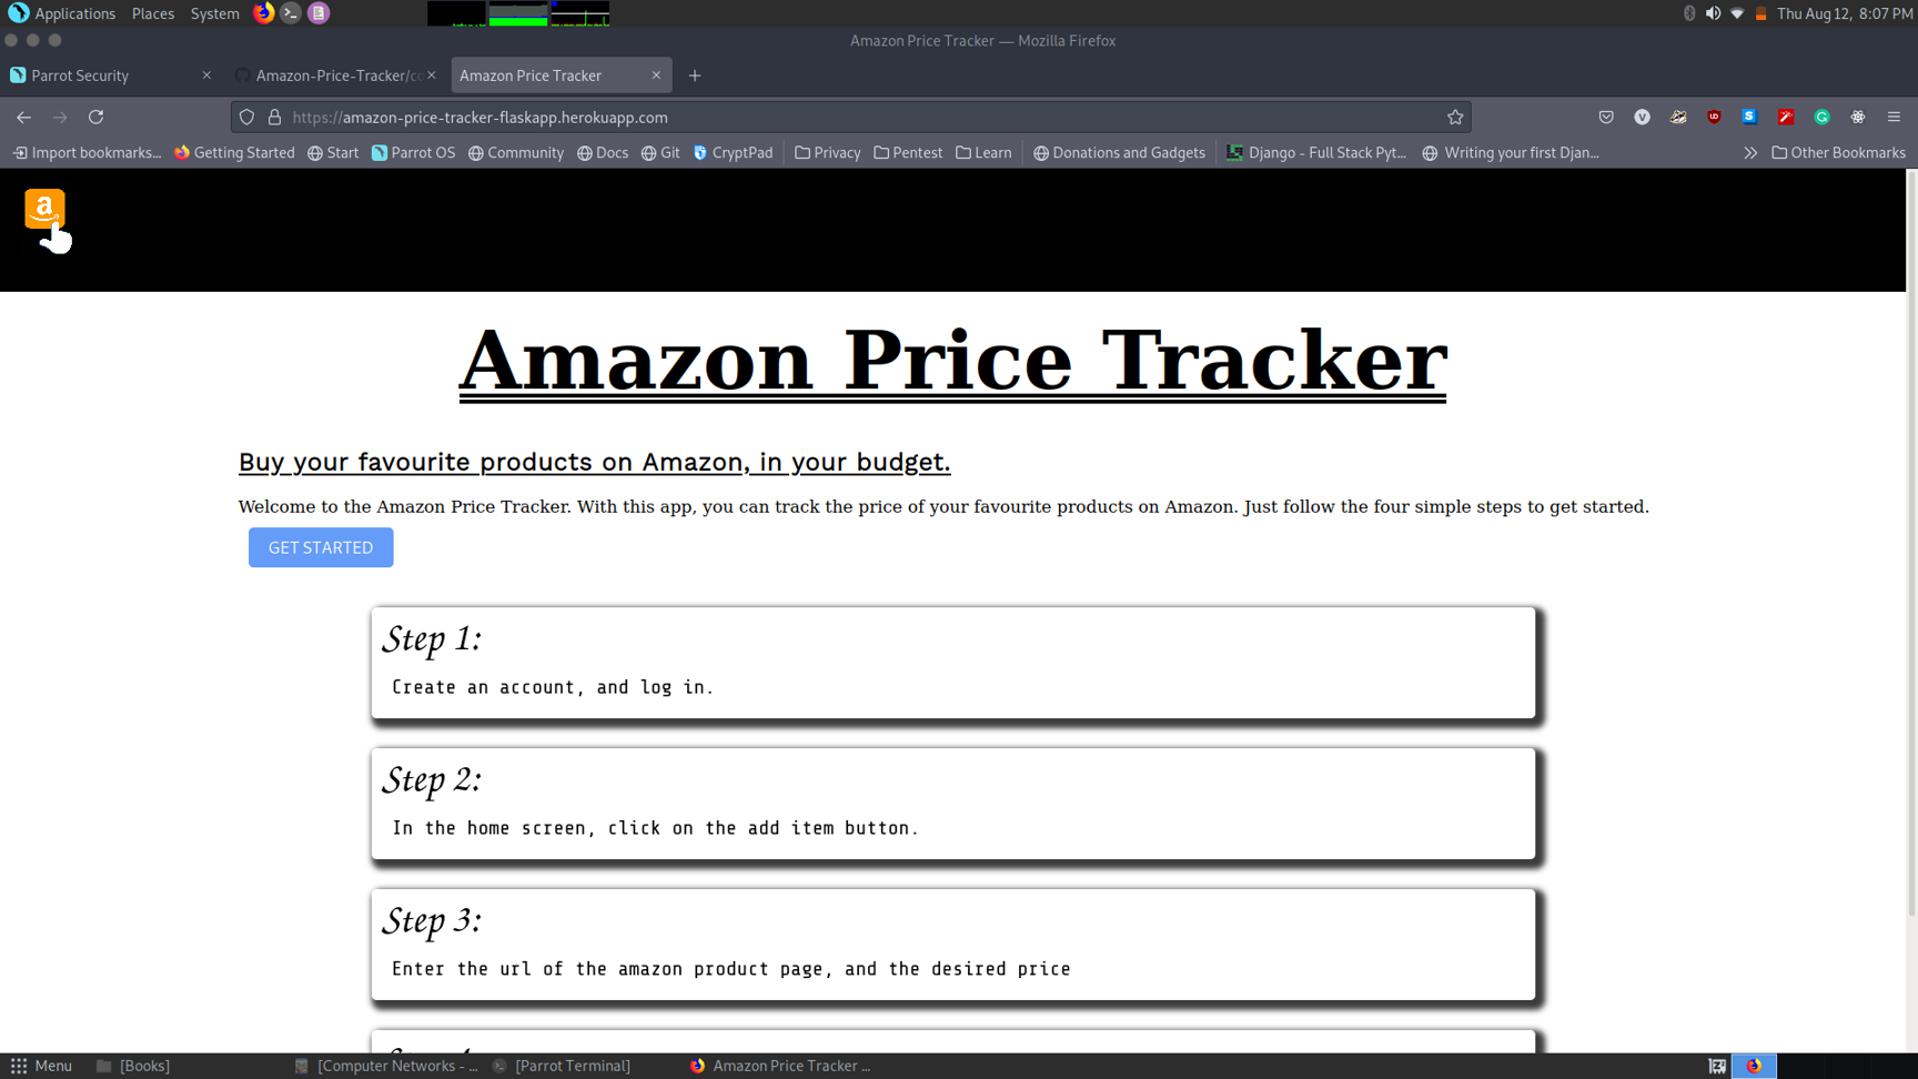 Applications Places System
Thu Aug 12, 8:07 PM
Amazon Price Tracker — Mozilla Firefox
Parrot Security
Amazon-Price-Tracker/co
Amazon Price Tracker
https://amazon-price-tracker-flaskapp.herokuapp.com
Import bookmarks... Getting Started Start Parrot OS Community Docs Git CryptPad Privacy Pentest Learn Donations and Gadgets Django - Full Stack Pyt... Writing your first Djan... Other Bookmarks
a
Amazon Price Tracker
Buy your favourite products on Amazon, in your budget.
Welcome to the Amazon Price Tracker. With this app, you can track the price of your favourite products on Amazon. Just follow the four simple steps to get started.
GET STARTED
Step 1:
Create an account, and log in.
Step 2:
In the home screen, click on the add item button.
Step 3:
Enter the url of the amazon product page, and the desired price
Menu [Books] [Computer Networks - ... [Parrot Terminal] Amazon Price Tracker ...